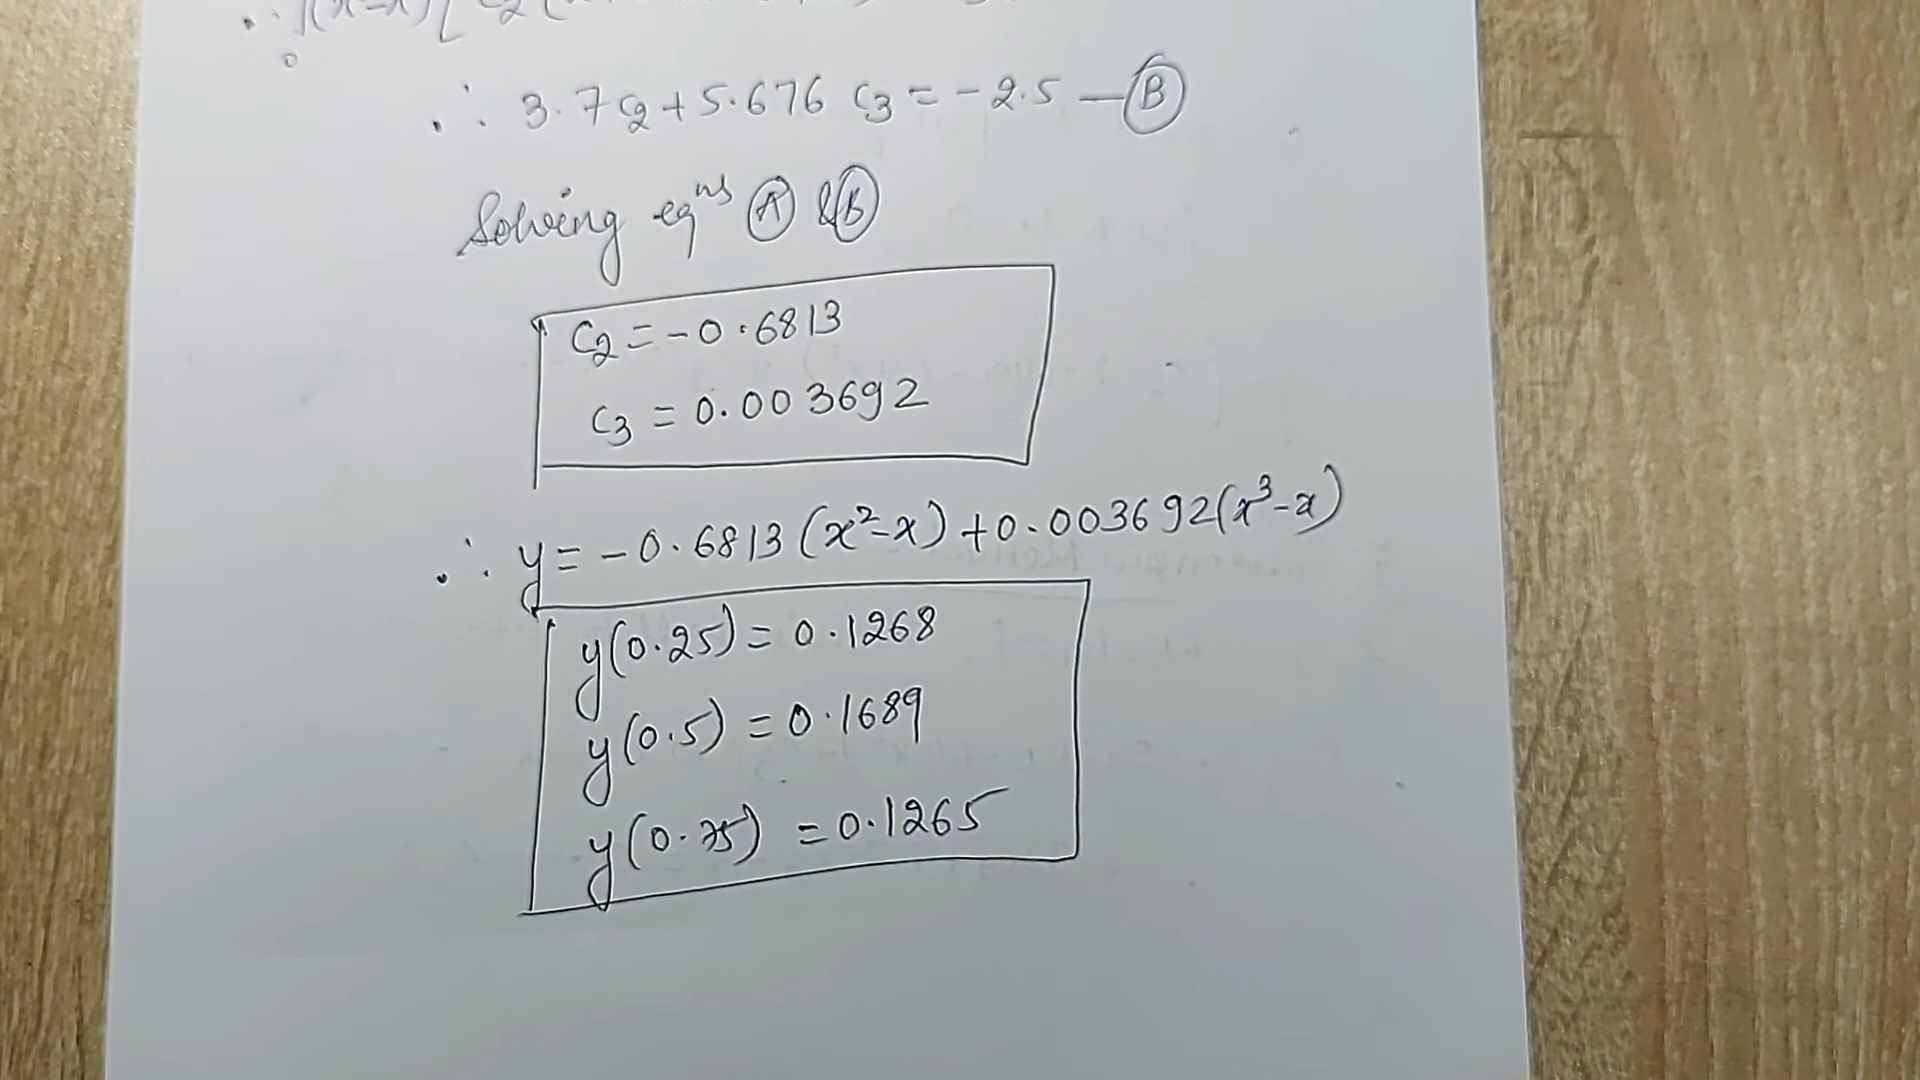 ∴ 3.7c₂+5.676 c₃ = -2.5 —Ⓑ
Solving eqⁿˢ Ⓐ &Ⓑ
c₂ = -0.6813
c₃ = 0.003692
∴ y = -0.6813(x²-x)+0.003692(x³-x)
y(0.25) = 0.1268
y(0.5) = 0.1689
y(0.75) = 0.1265